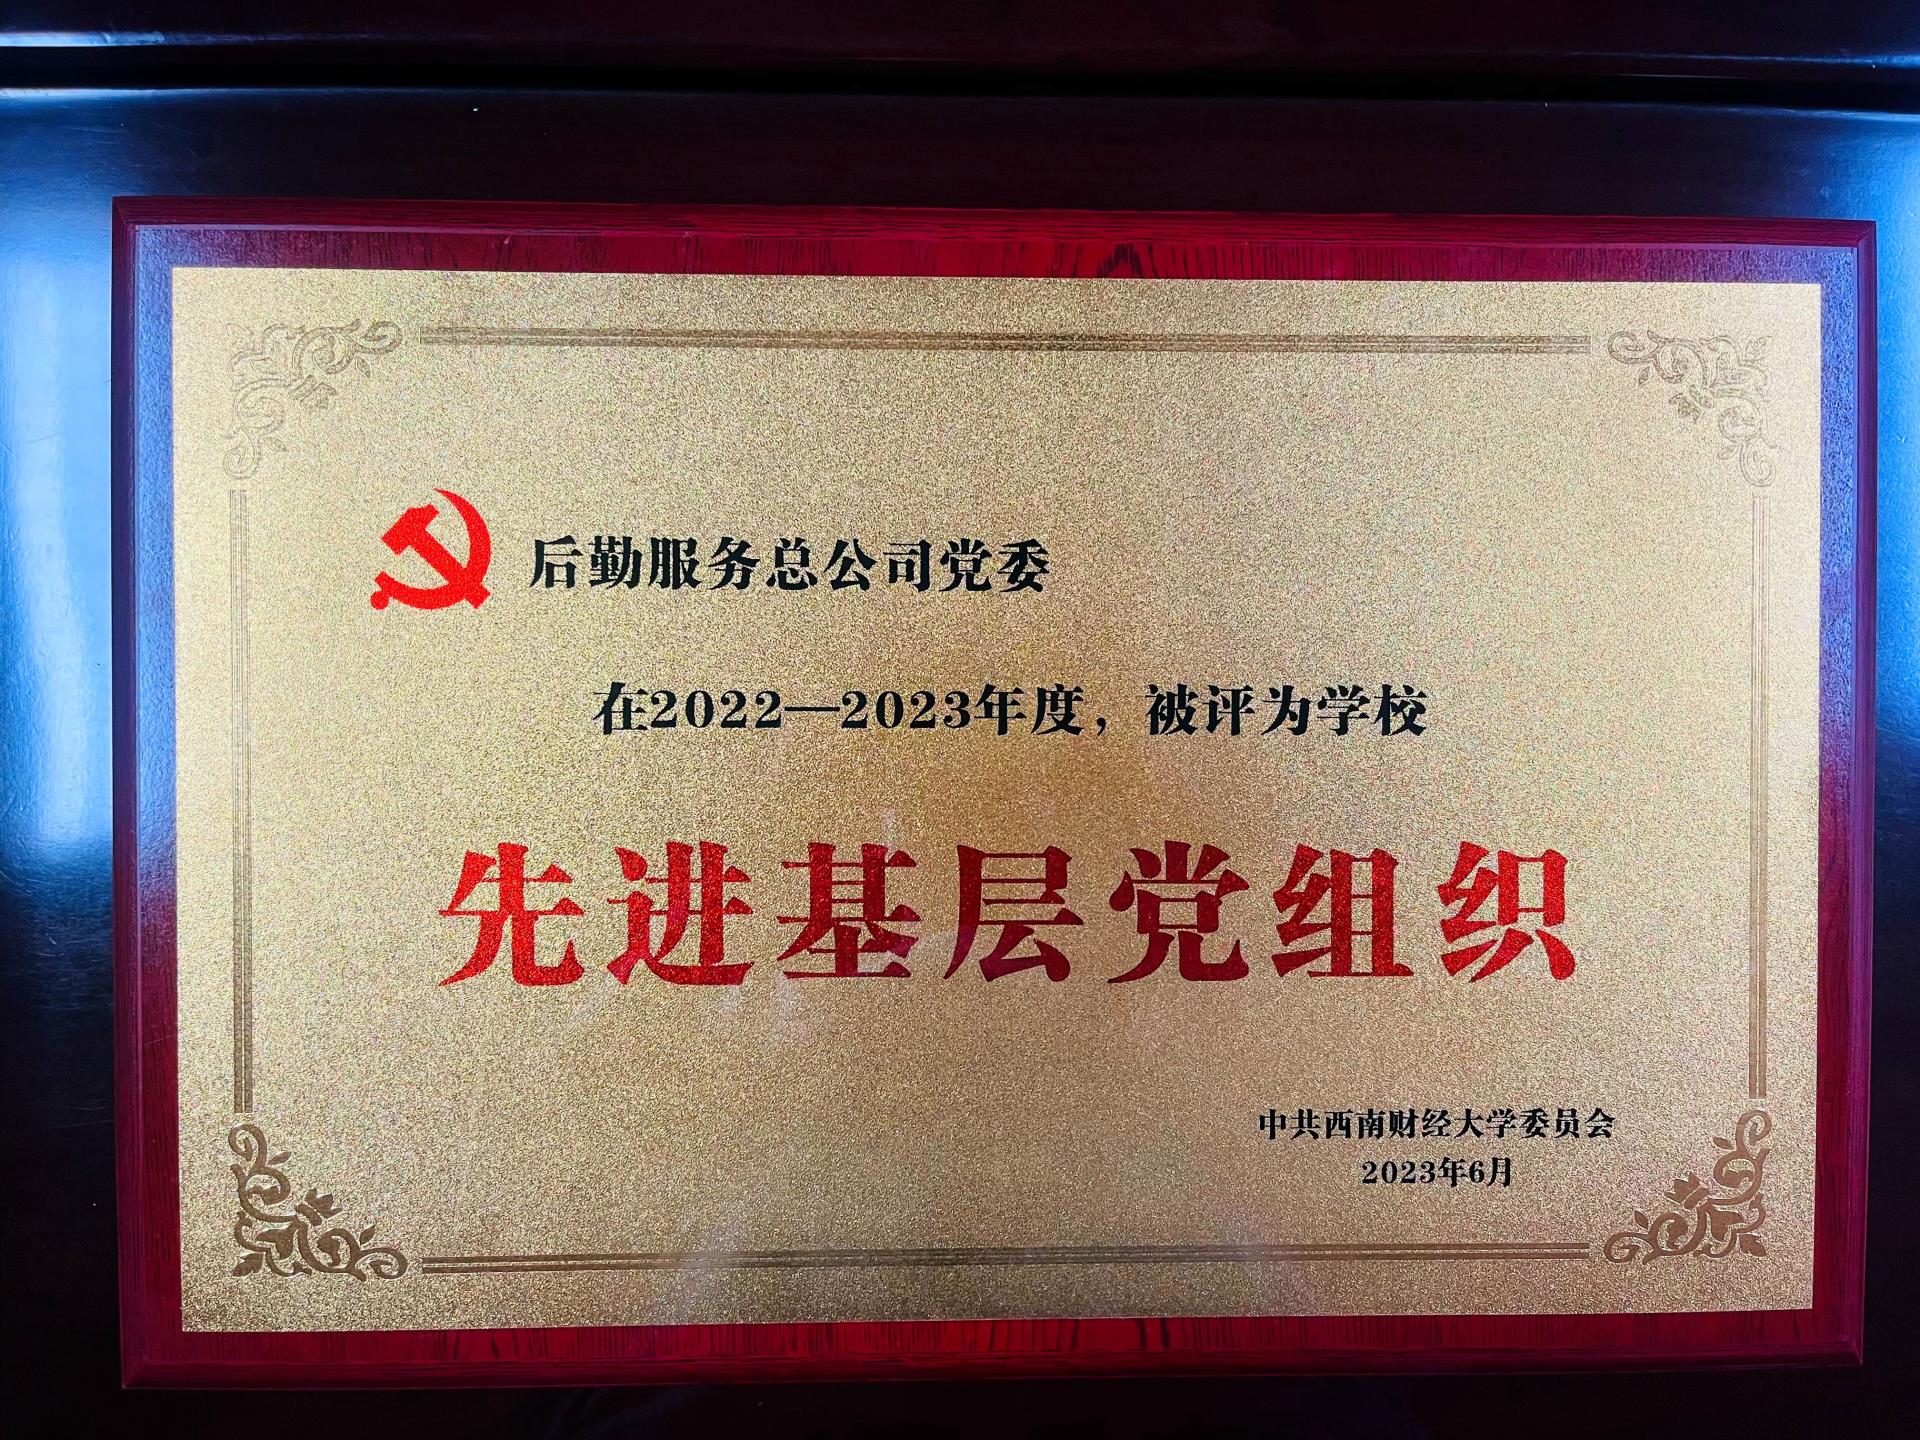 后勤服务总公司党委
在2022—2023年度，被评为学校
先进基层党组织
中共西南财经大学委员会
2023年6月